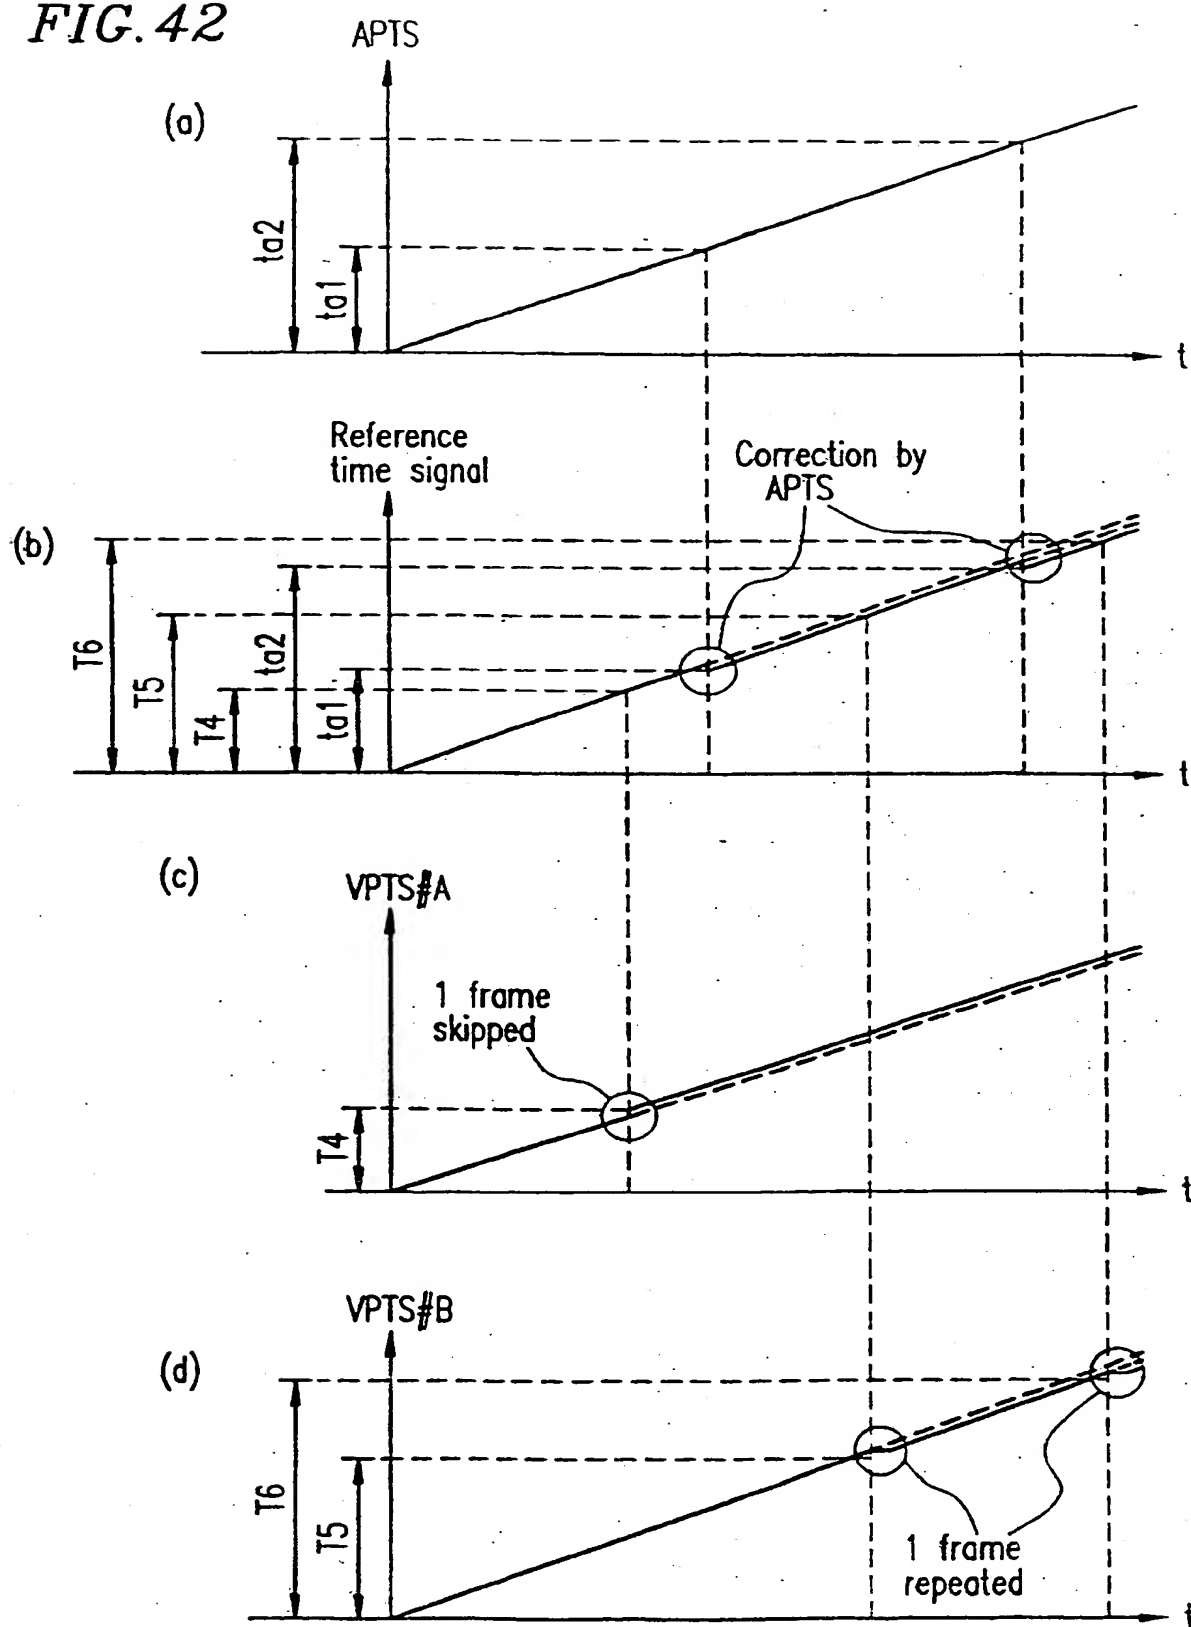 FIG. 42
APTS
(a)
ta2
ta1
t
Reference
time signal
Correction by
APTS
(b)
T6
T5
T4
ta2
ta1
t
(c)
VPTS#A
1 frame
skipped
T4
t
VPTS#B
(d)
T6
T5
1 frame
repeated
t